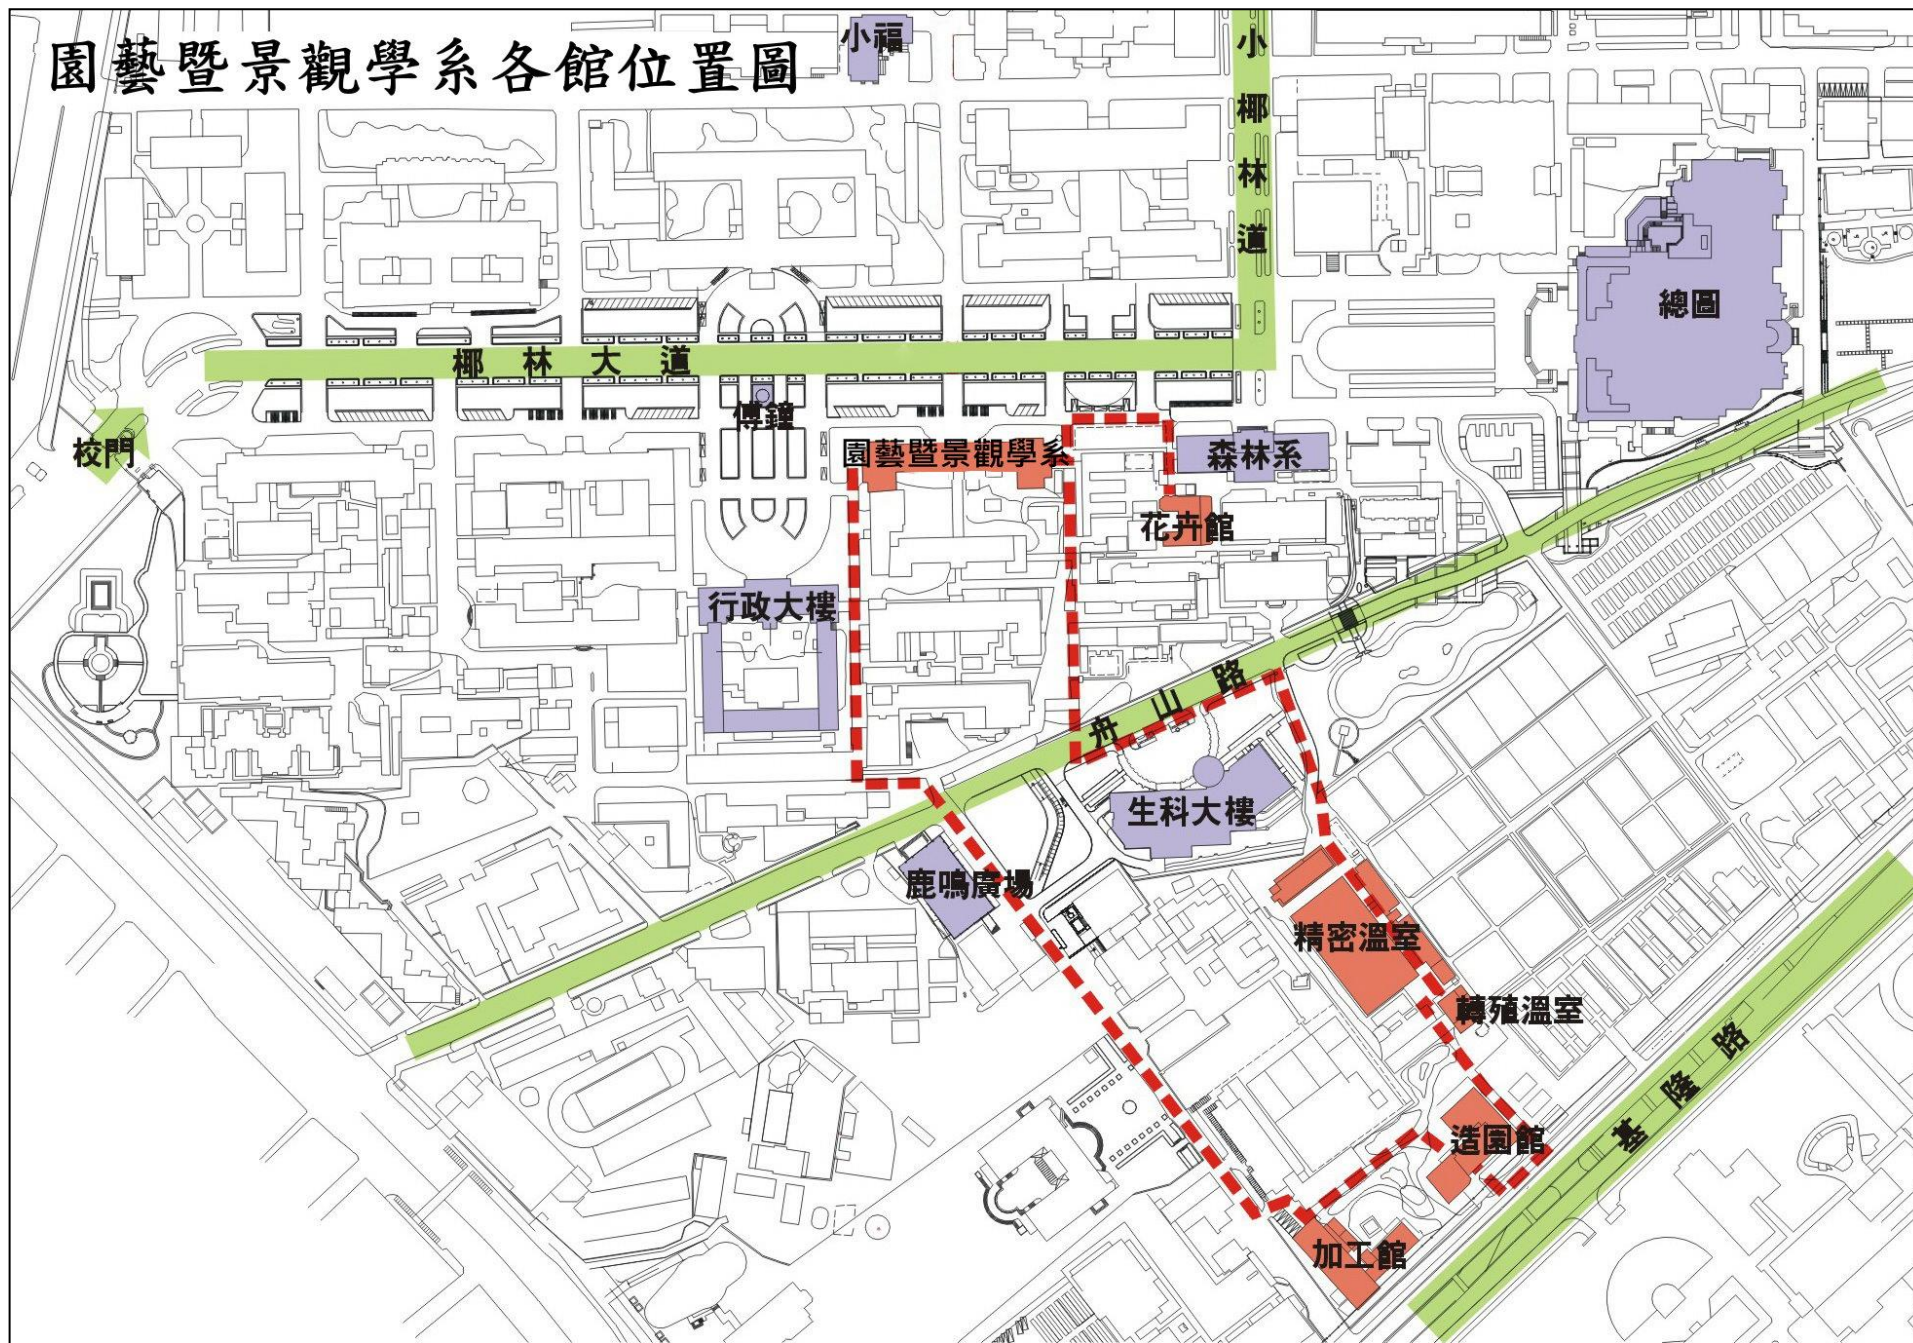 園藝暨景觀學系各館位置圖
小福
小椰林道
總圖
椰林大道
傅鐘
校門
園藝暨景觀學系
森林系
花卉館
行政大樓
舟山路
生科大樓
鹿鳴廣場
精密溫室
轉殖溫室
基隆路
造園館
加工館